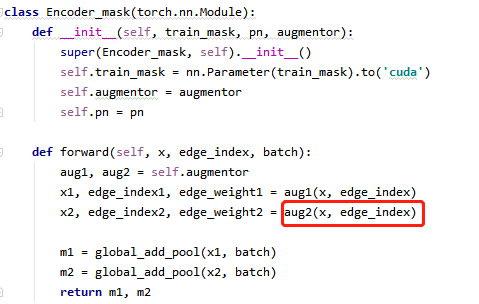 class Encoder_mask(torch.nn.Module):
def __init__(self, train_mask, pn, augmentor):
super(Encoder_mask, self).__init__()
self.train_mask = nn.Parameter(train_mask).to('cuda')
self.augmentor = augmentor
self.pn = pn
def forward(self, x, edge_index, batch):
aug1, aug2 = self.augmentor
x1, edge_index1, edge_weight1 = aug1(x, edge_index)
x2, edge_index2, edge_weight2 = aug2(x, edge_index)
m1 = global_add_pool(x1, batch)
m2 = global_add_pool(x2, batch)
return m1, m2